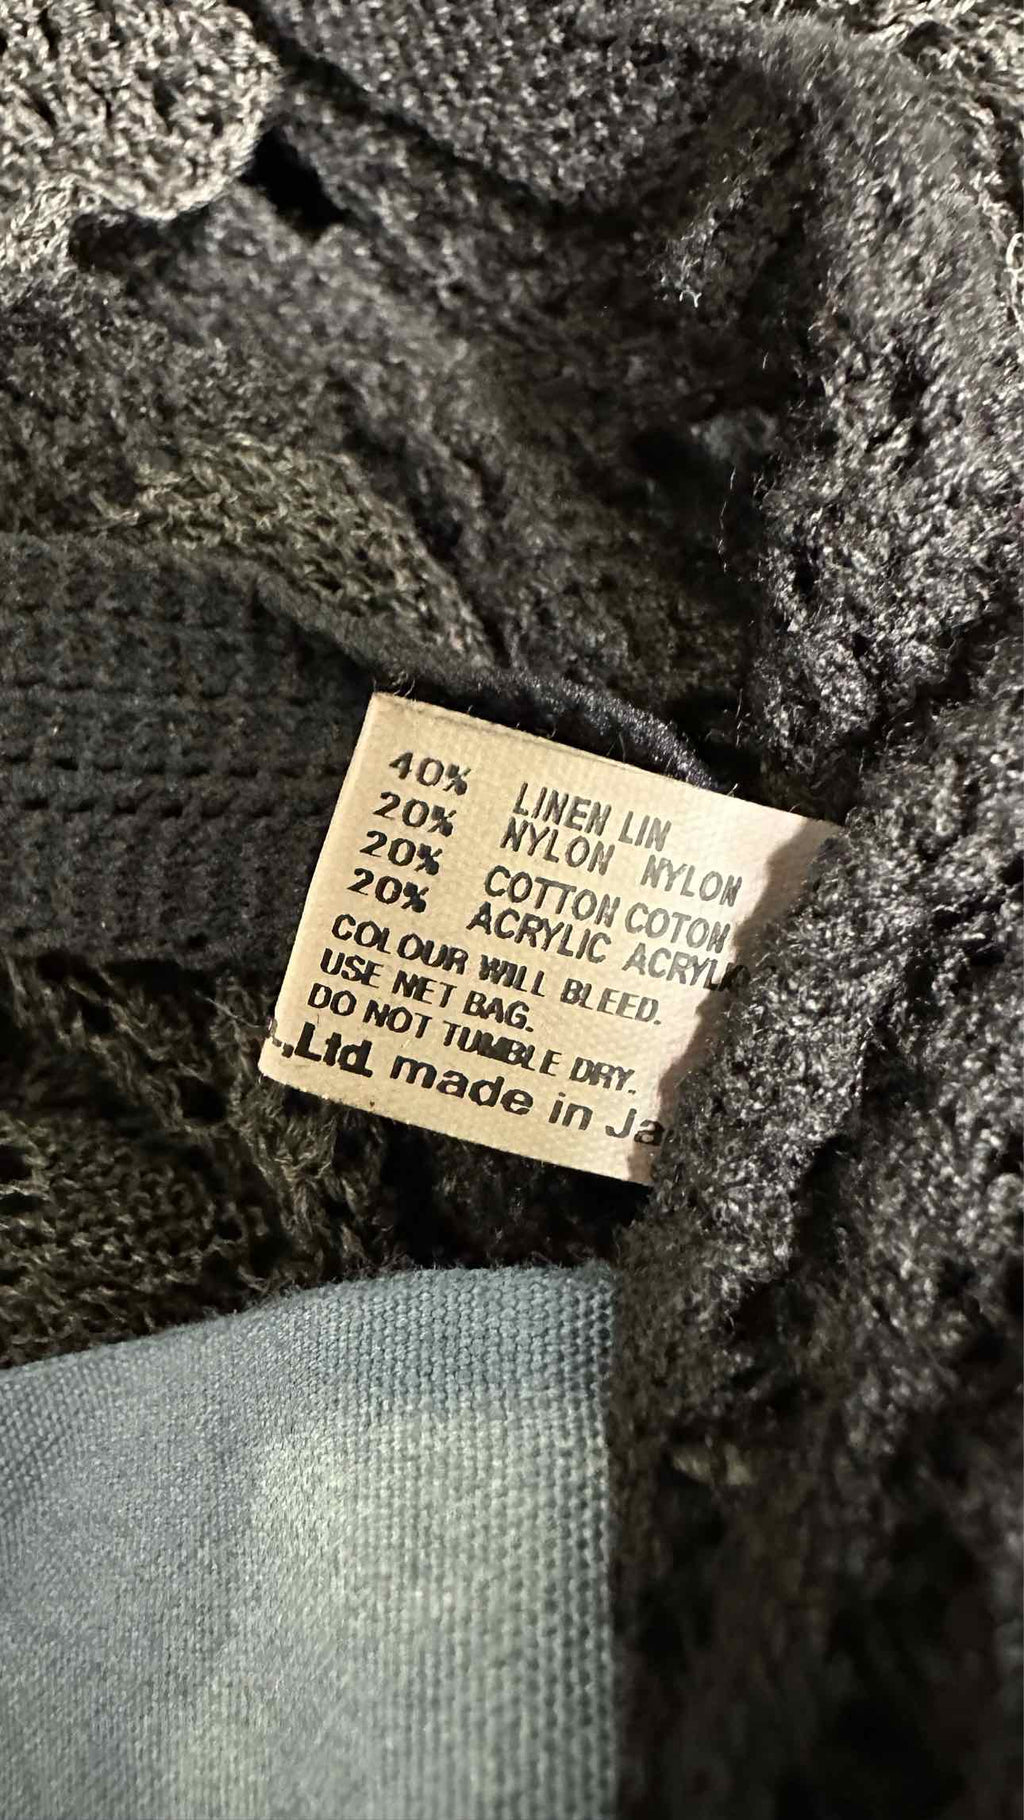 40% LINEN LIN
20% NYLON NYLON
20% COTTON COTON
20% ACRYLIC
COLOUR WILL BLEED.
USE NET BAG.
DO NOT TUMBLE DRY.
.,Ltd. made in Ja